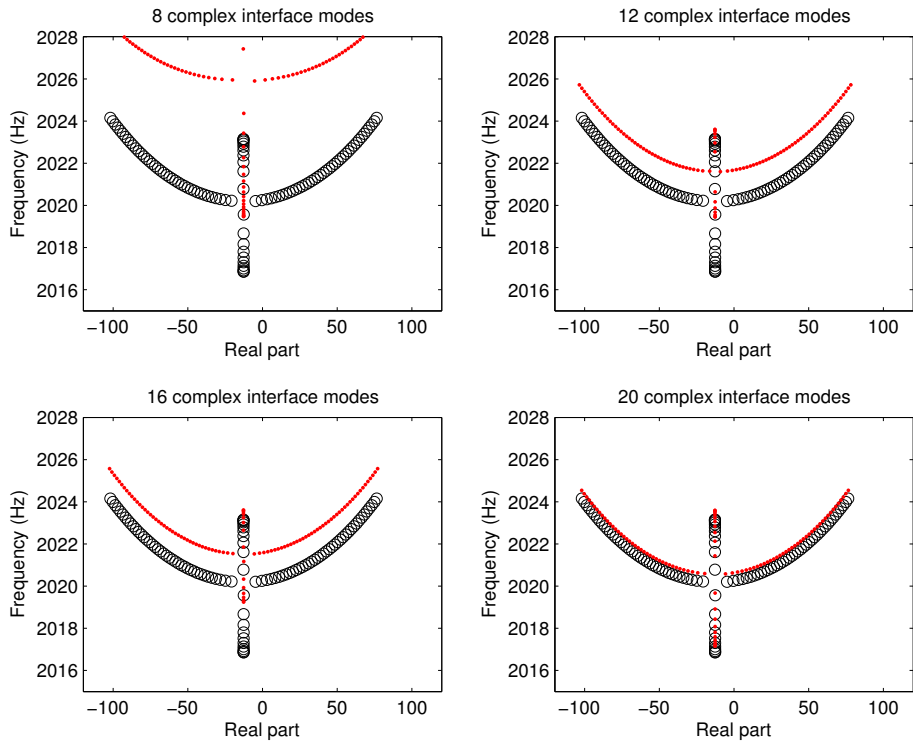 8 complex interface modes
2028
2026
2024
2022
2020
2018
2016
Frequency (Hz)
−100 −50 0 50 100
Real part
12 complex interface modes
2028
2026
2024
2022
2020
2018
2016
Frequency (Hz)
−100 −50 0 50 100
Real part
16 complex interface modes
2028
2026
2024
2022
2020
2018
2016
Frequency (Hz)
−100 −50 0 50 100
Real part
20 complex interface modes
2028
2026
2024
2022
2020
2018
2016
Frequency (Hz)
−100 −50 0 50 100
Real part